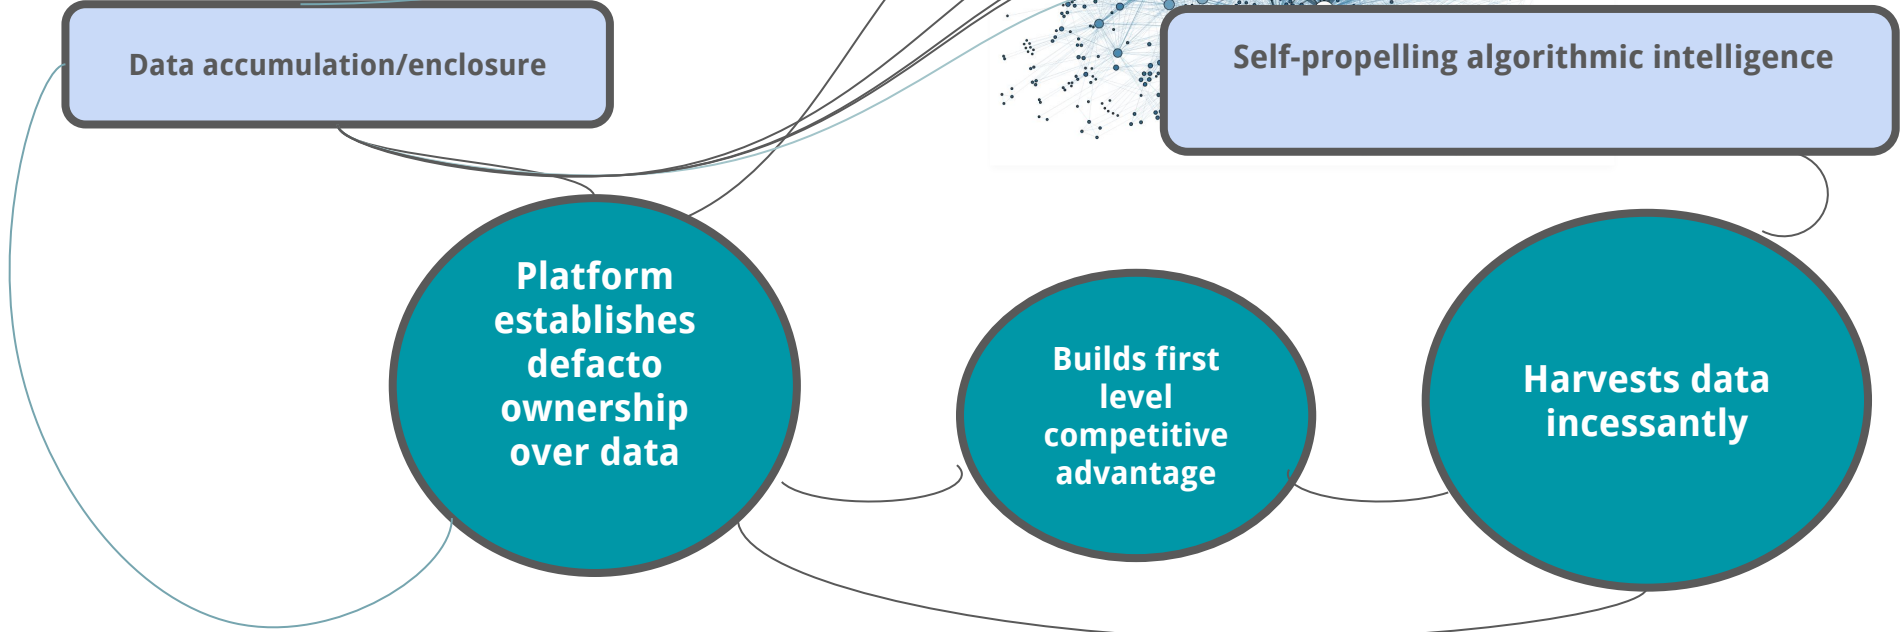 Data accumulation/enclosure
Self-propelling algorithmic intelligence
Platform
establishes
defacto
ownership
over data
Builds first
level
competitive
advantage
Harvests data
incessantly